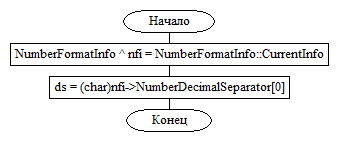 Начало
NumberFormatInfo ^ nfi = NumberFormatInfo::CurrentInfo
ds = (char)nfi->NumberDecimalSeparator[0]
Конец